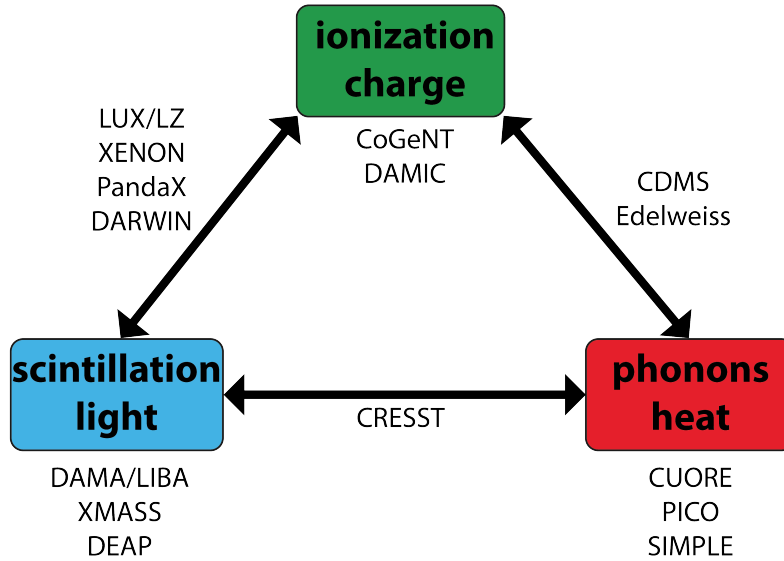 ionization
charge
LUX/LZ
XENON
PandaX
DARWIN
CoGeNT
DAMIC
CDMS
Edelweiss
scintillation
light
CRESST
phonons
heat
DAMA/LIBA
XMASS
DEAP
CUORE
PICO
SIMPLE